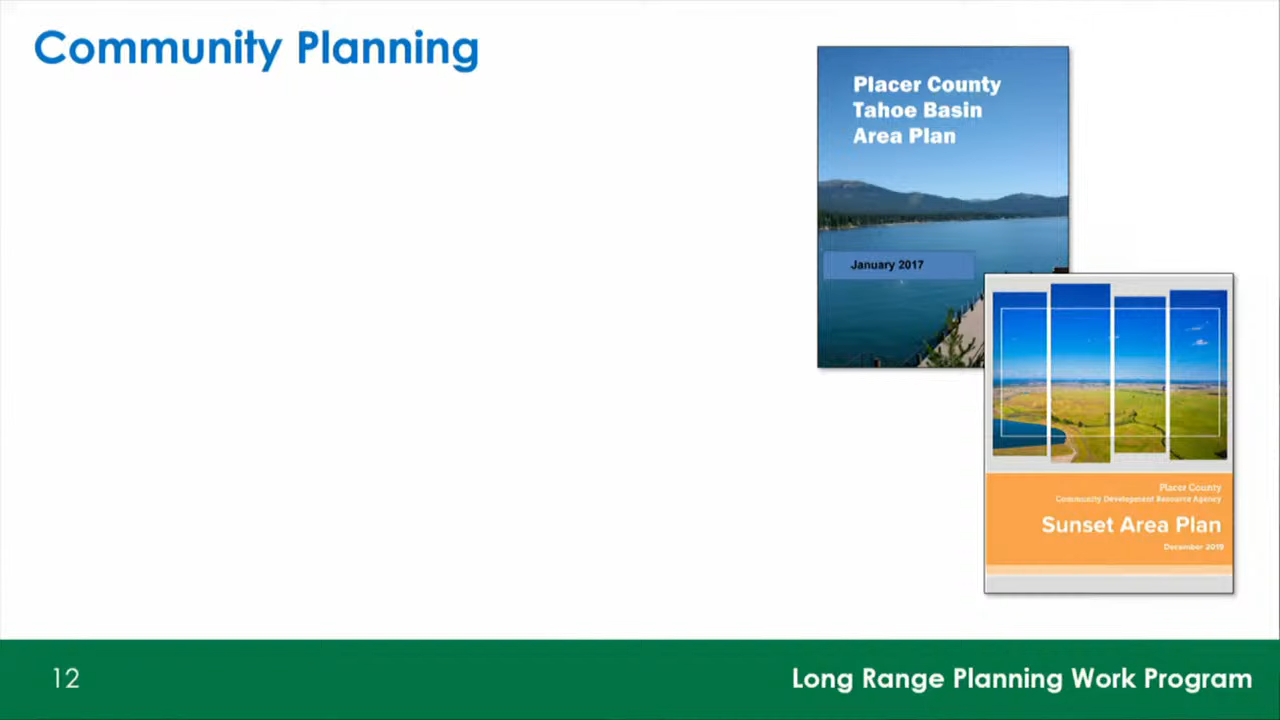 Community Planning
Placer County
Tahoe Basin
Area Plan
January 2017
Placer County
Community Development Resource Agency
Sunset Area Plan
December 2019
12
Long Range Planning Work Program